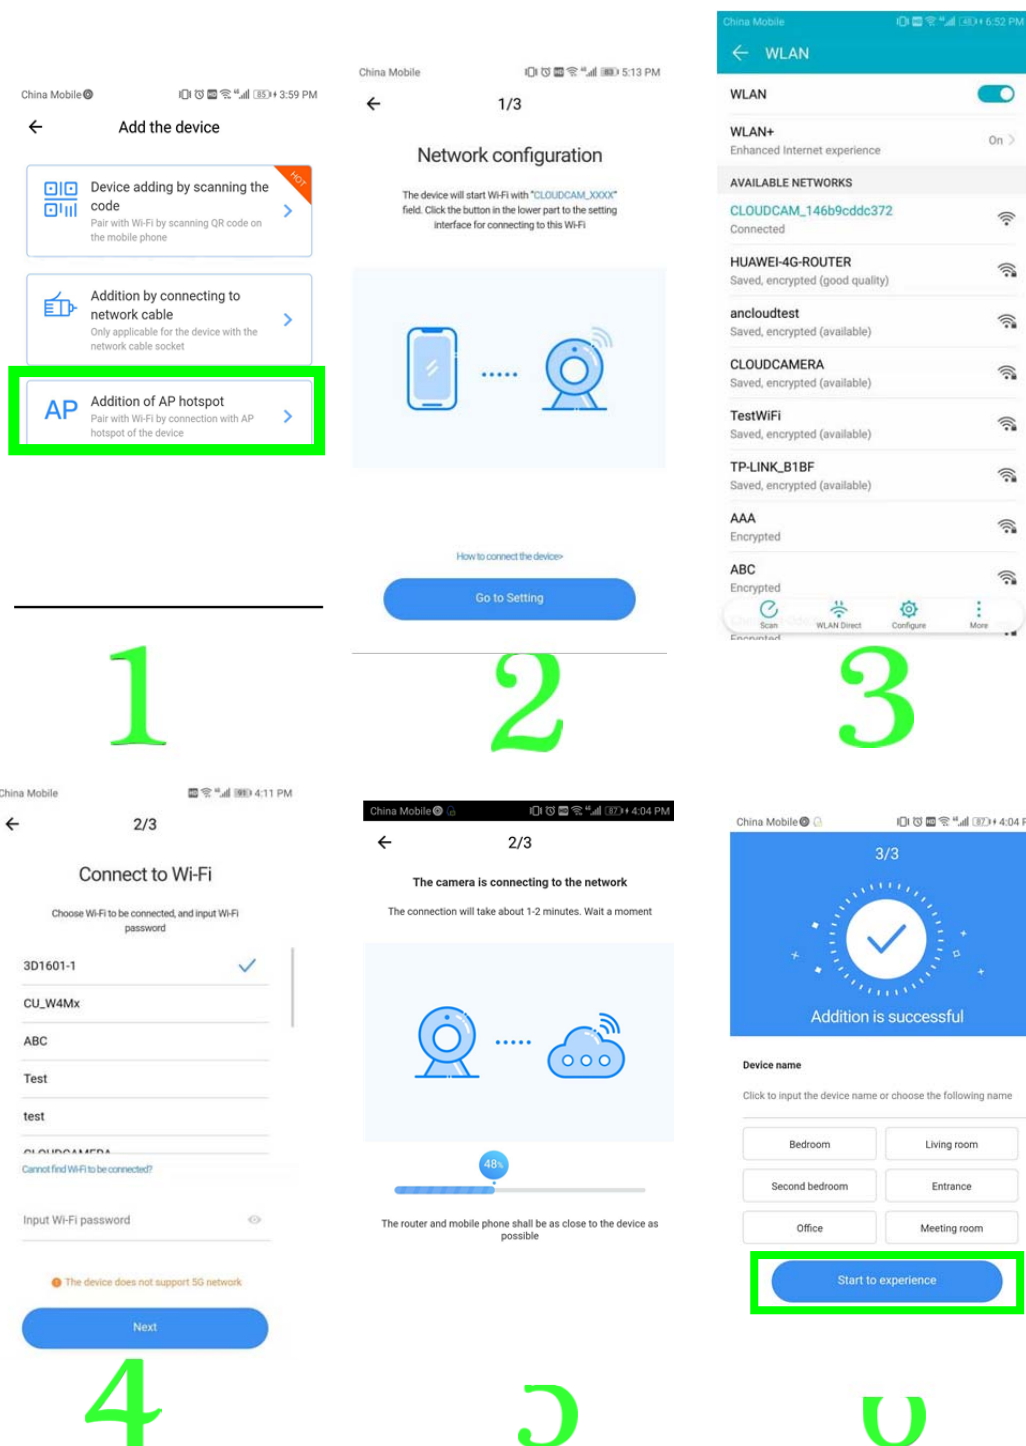 China Mobile 85 3:59 PM
Add the device
HOT
Device adding by scanning the
code
Pair with Wi-Fi by scanning QR code on
the mobile phone
Addition by connecting to
network cable
Only applicable for the device with the
network cable socket
AP
Addition of AP hotspot
Pair with Wi-Fi by connection with AP
hotspot of the device
1
China Mobile 5:13 PM
1/3
Network configuration
The device will start Wi-Fi with "CLOUDCAM_XXXX"
field. Click the button in the lower part to the setting
interface for connecting to this Wi-Fi
How to connect the device>
Go to Setting
2
China Mobile 6:52 PM
WLAN
WLAN
WLAN+
Enhanced Internet experience
On
AVAILABLE NETWORKS
CLOUDCAM_146b9cddc372
Connected
HUAWEI-4G-ROUTER
Saved, encrypted (good quality)
ancloudtest
Saved, encrypted (available)
CLOUDCAMERA
Saved, encrypted (available)
TestWiFi
Saved, encrypted (available)
TP-LINK_B1BF
Saved, encrypted (available)
AAA
Encrypted
ABC
Encrypted
Scan WLAN Direct Configure More
Encrypted
3
China Mobile 4:11 PM
2/3
Connect to Wi-Fi
Choose Wi-Fi to be connected, and input Wi-Fi
password
3D1601-1
CU_W4Mx
ABC
Test
test
CLOUDCAMERA
Cannot find Wi-Fi to be connected?
Input Wi-Fi password
The device does not support 5G network
Next
4
China Mobile 87 4:04 PM
2/3
The camera is connecting to the network
The connection will take about 1-2 minutes. Wait a moment
48%
The router and mobile phone shall be as close to the device as
possible
5
China Mobile 87 4:04 P
3/3
Addition is successful
Device name
Click to input the device name or choose the following name
Bedroom Living room
Second bedroom Entrance
Office Meeting room
Start to experience
6